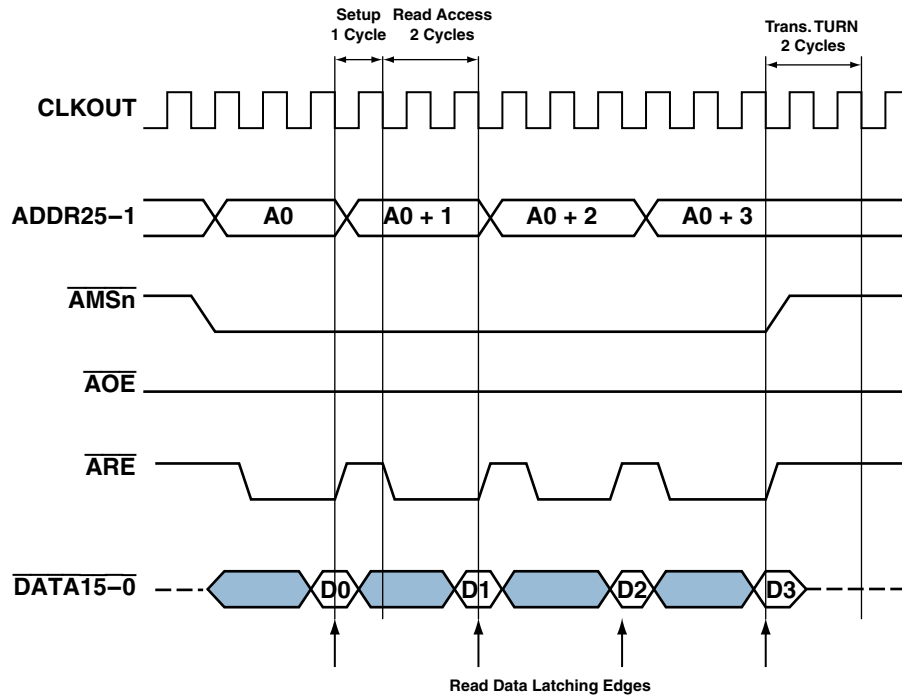 Setup
1 Cycle
Read Access
2 Cycles
Trans. TURN
2 Cycles
CLKOUT
ADDR25–1
A0
A0 + 1
A0 + 2
A0 + 3
AMSn
AOE
ARE
DATA15–0
D0
D1
D2
D3
Read Data Latching Edges